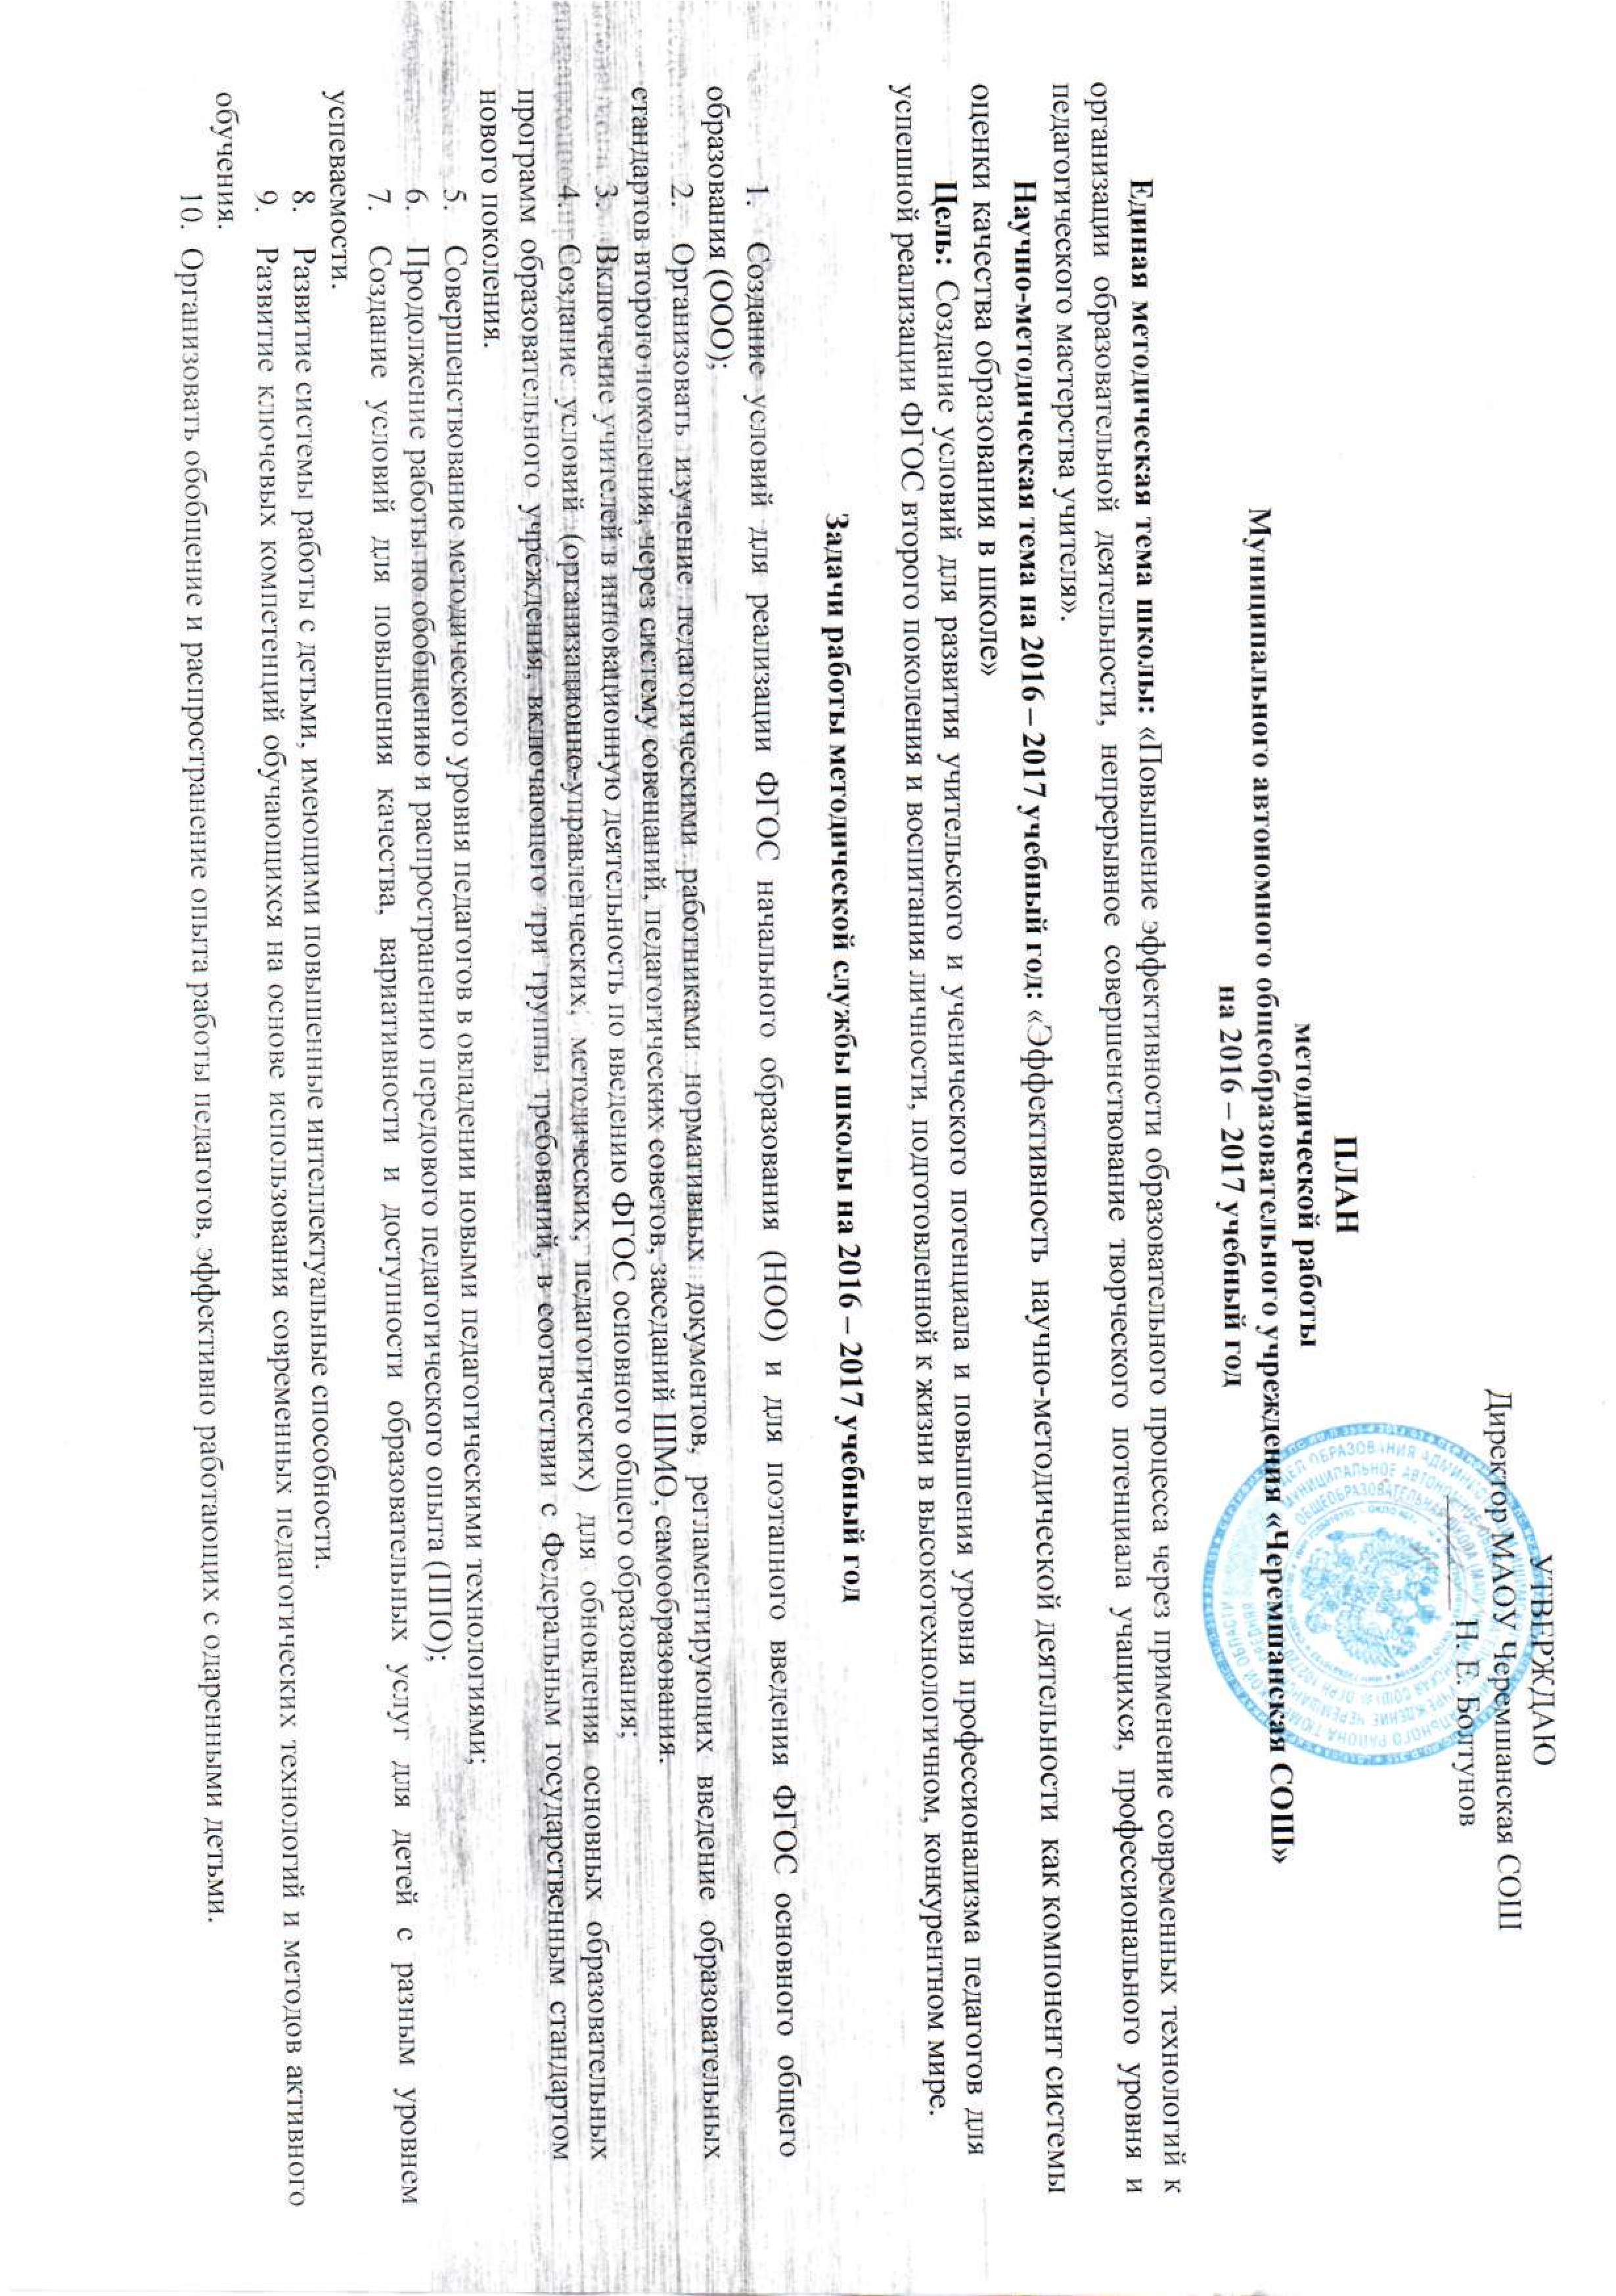 УТВЕРЖДАЮ
Директор МАОУ Черемшанская СОШ
Н. Е. Болтунов
ПЛАН
методической работы
Муниципального автономного общеобразовательного учреждения «Черемшанская СОШ»
на 2016 – 2017 учебный год
Единая методическая тема школы: «Повышение эффективности образовательного процесса через применение современных технологий к
организации образовательной деятельности, непрерывное совершенствование творческого потенциала учащихся, профессионального уровня и
педагогического мастерства учителя».
Научно-методическая тема на 2016 – 2017 учебный год: «Эффективность научно-методической деятельности как компонент системы
оценки качества образования в школе»
Цель: Создание условий для развития учительского и ученического потенциала и повышения уровня профессионализма педагогов для
успешной реализации ФГОС второго поколения и воспитания личности, подготовленной к жизни в высокотехнологичном, конкурентном мире.
Задачи работы методической службы школы на 2016 – 2017 учебный год
1. Создание условий для реализации ФГОС начального образования (НОО) и для поэтапного введения ФГОС основного общего
образования (ООО);
2. Организовать изучение педагогическими работниками нормативных документов, регламентирующих введение образовательных
стандартов второго поколения, через систему совещаний, педагогических советов, заседаний ШМО, самообразования.
3. Включение учителей в инновационную деятельность по введению ФГОС основного общего образования;
4. Создание условий (организационно-управленческих, методических, педагогических) для обновления основных образовательных
программ образовательного учреждения, включающего три группы требований, в соответствии с Федеральным государственным стандартом
нового поколения.
5. Совершенствование методического уровня педагогов в овладении новыми педагогическими технологиями;
6. Продолжение работы по обобщению и распространению передового педагогического опыта (ППО);
7. Создание условий для повышения качества, вариативности и доступности образовательных услуг для детей с разным уровнем
успеваемости.
8. Развитие системы работы с детьми, имеющими повышенные интеллектуальные способности.
9. Развитие ключевых компетенций обучающихся на основе использования современных педагогических технологий и методов активного
обучения.
10. Организовать обобщение и распространение опыта работы педагогов, эффективно работающих с одаренными детьми.